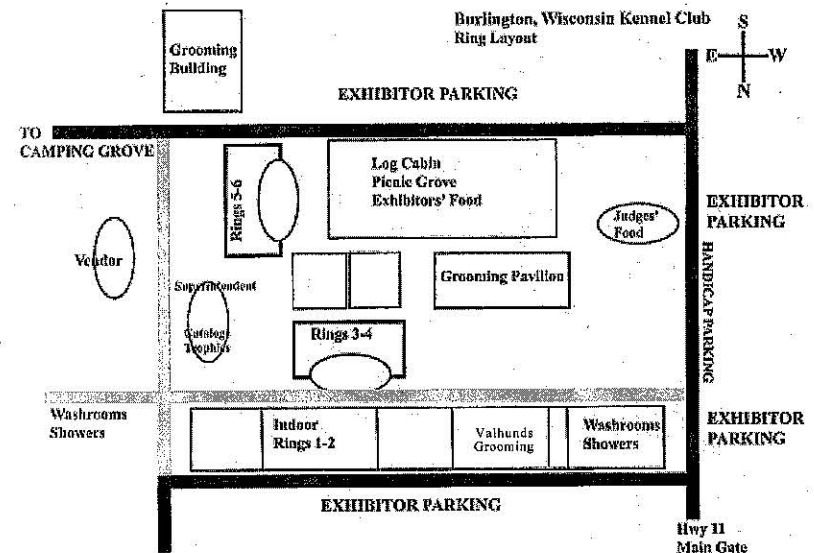 Burlington, Wisconsin Kennel Club
Ring Layout
S
E
W
N
Grooming
Building
EXHIBITOR PARKING
TO
CAMPING GROVE
Log Cabin
Picnic Grove
Exhibitors' Food
Rings 5-6
Judges'
Food
EXHIBITOR
PARKING
HANDICAP PARKING
Vendor
Grooming Pavilion
Superintendent
Catalogs
Trophies
Rings 3-4
Washrooms
Showers
Indoor
Rings 1-2
Valhunds
Grooming
Washrooms
Showers
EXHIBITOR
PARKING
EXHIBITOR PARKING
Hwy 11
Main Gate